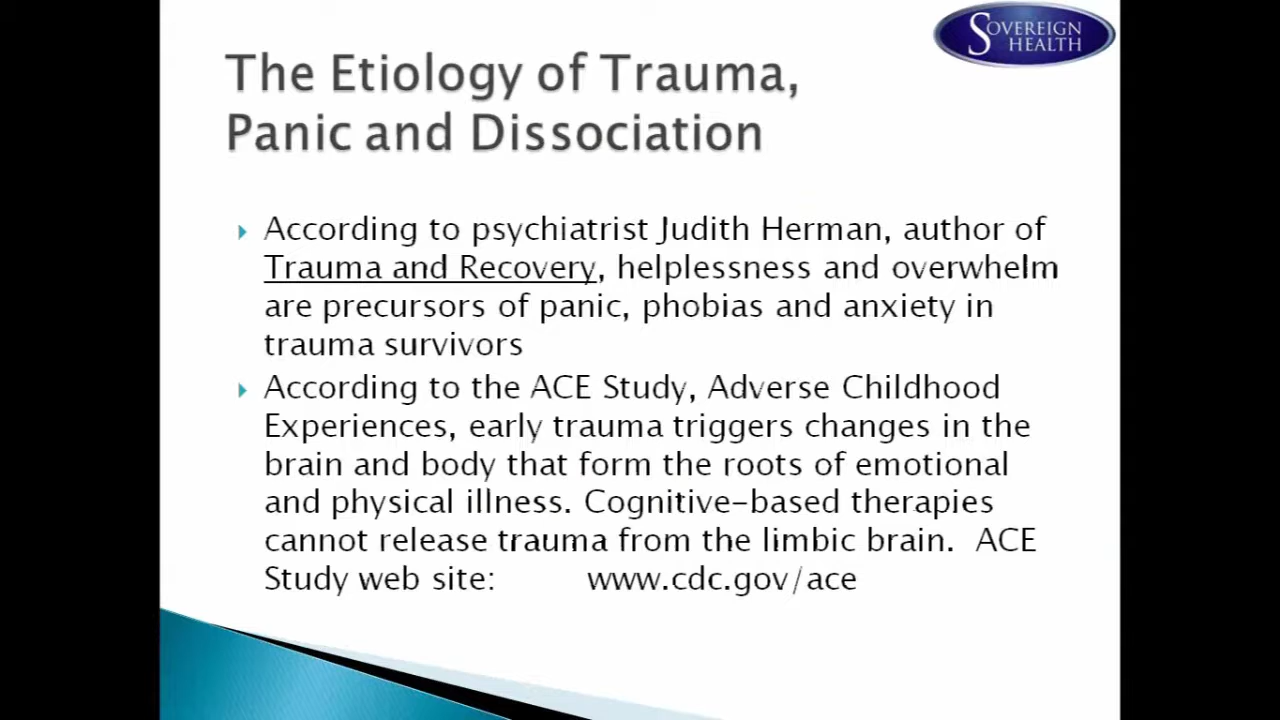 SOVEREIGN
HEALTH
The Etiology of Trauma,
Panic and Dissociation
According to psychiatrist Judith Herman, author of
Trauma and Recovery, helplessness and overwhelm
are precursors of panic, phobias and anxiety in
trauma survivors
According to the ACE Study, Adverse Childhood
Experiences, early trauma triggers changes in the
brain and body that form the roots of emotional
and physical illness. Cognitive-based therapies
cannot release trauma from the limbic brain.  ACE
Study web site: www.cdc.gov/ace